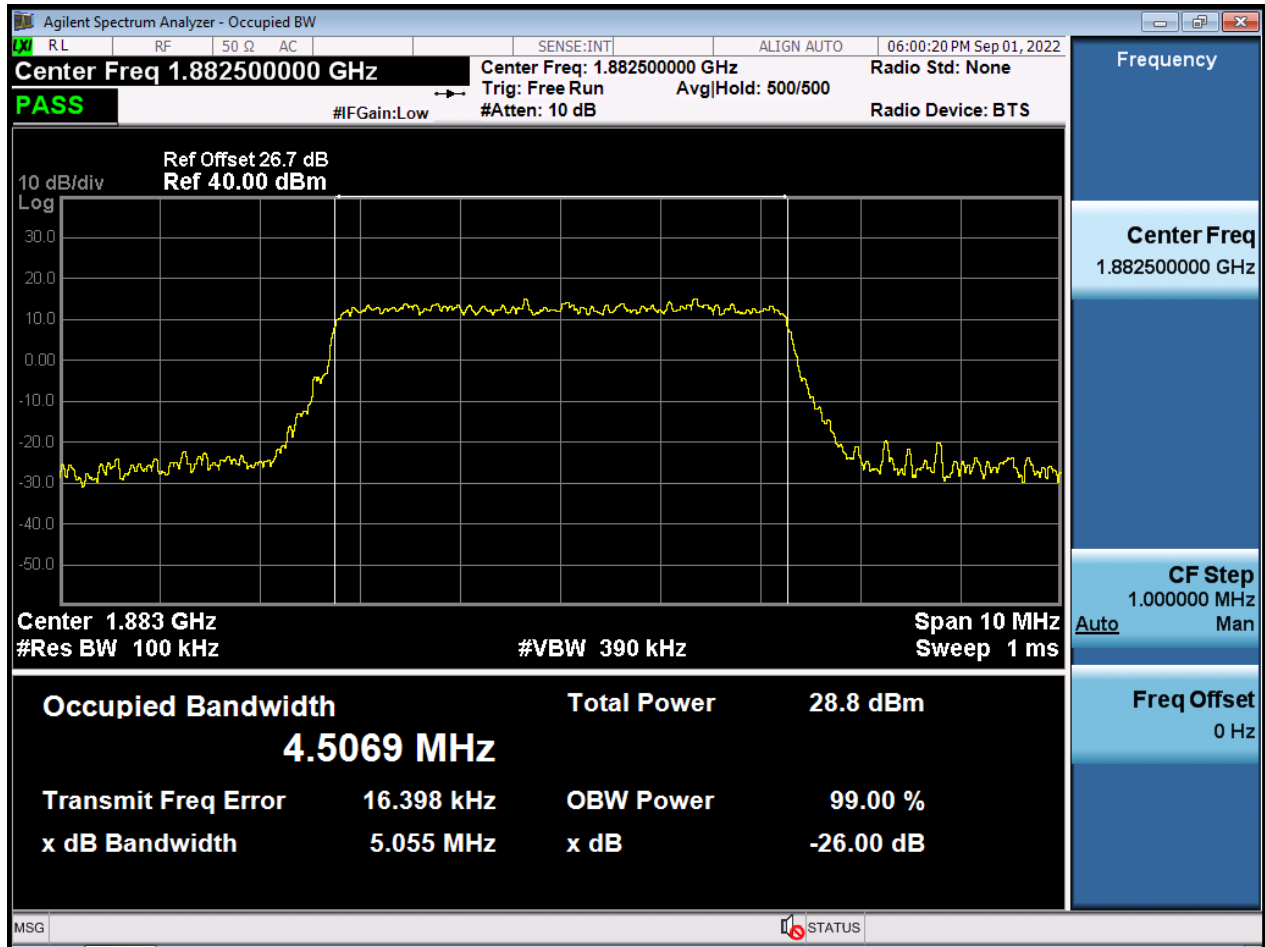 Agilent Spectrum Analyzer - Occupied BW
LXI RL RF 50 Ω AC SENSE:INT ALIGN AUTO 06:00:20 PM Sep 01, 2022
Center Freq 1.882500000 GHz
PASS
#IFGain:Low
Center Freq: 1.882500000 GHz
Trig: Free Run Avg|Hold: 500/500
#Atten: 10 dB
Radio Std: None
Radio Device: BTS
Ref Offset 26.7 dB
10 dB/div Ref 40.00 dBm
Log
30.0
20.0
10.0
0.00
-10.0
-20.0
-30.0
-40.0
-50.0
Center 1.883 GHz Span 10 MHz
#Res BW 100 kHz #VBW 390 kHz Sweep 1 ms
Occupied Bandwidth Total Power 28.8 dBm
4.5069 MHz
Transmit Freq Error 16.398 kHz OBW Power 99.00 %
x dB Bandwidth 5.055 MHz x dB -26.00 dB
MSG STATUS
Frequency
Center Freq
1.882500000 GHz
CF Step
1.000000 MHz
Auto Man
Freq Offset
0 Hz